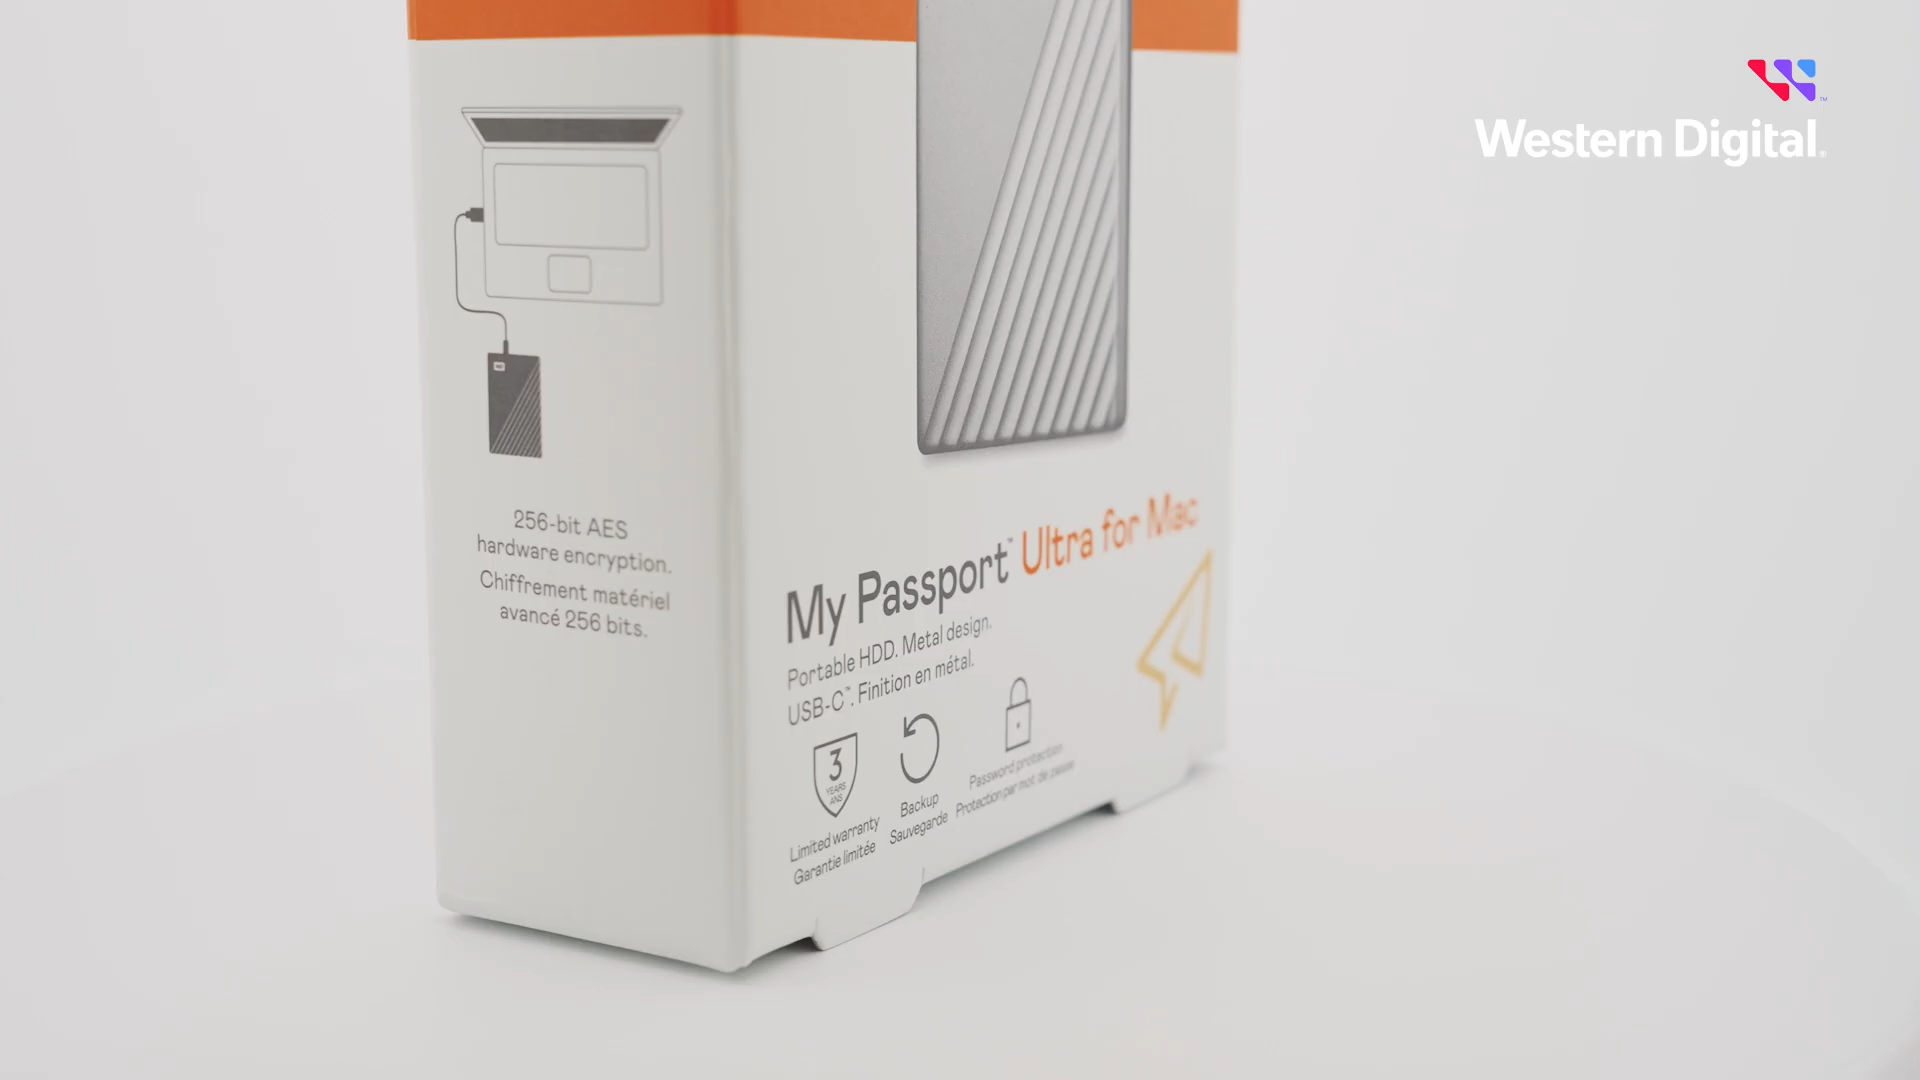 Western Digital
256-bit AES
hardware encryption.
Chiffrement matériel
avancé 256 bits.
My Passport™ Ultra for Mac
Portable HDD. Metal design.
USB-C™. Finition en métal.
3
YEARS
ANS
Limited warranty
Garantie limitée
Backup
Sauvegarde
Password protection
Protection par mot de passe